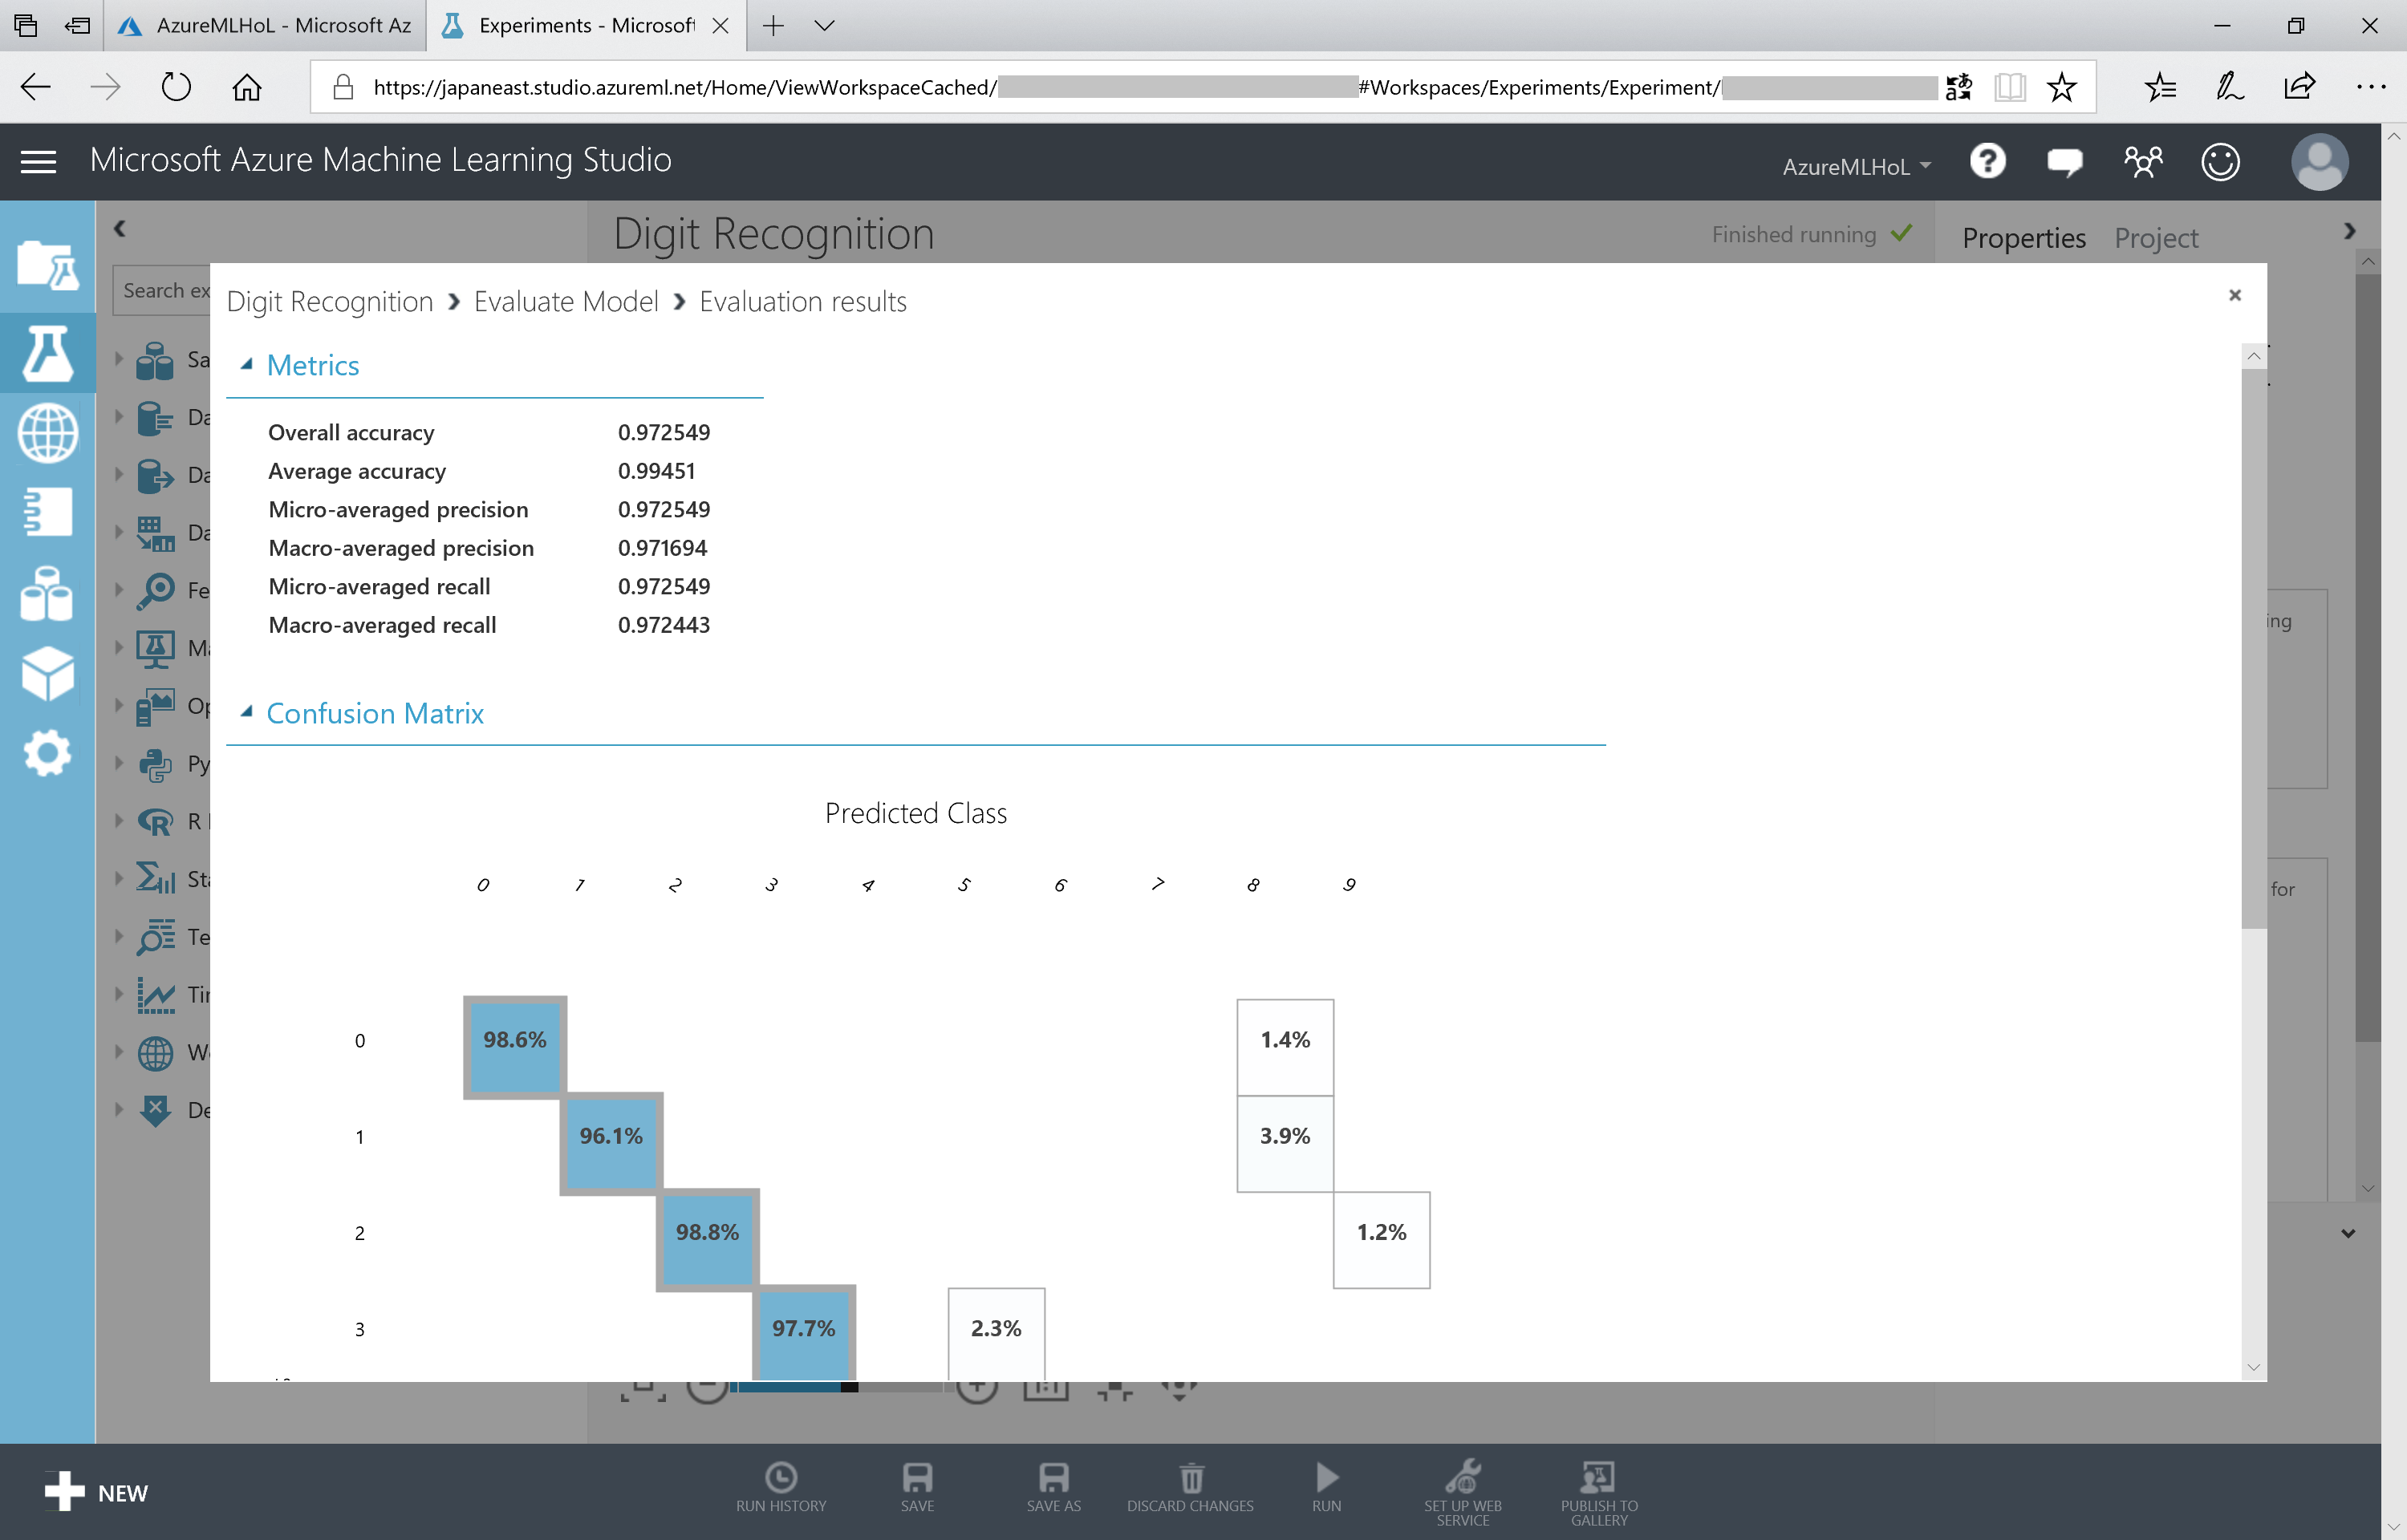 AzureMLHoL - Microsoft Az
Experiments - Microsoft
https://japaneast.studio.azureml.net/Home/ViewWorkspaceCached/ #Workspaces/Experiments/Experiment/
Microsoft Azure Machine Learning Studio
AzureMLHoL
Digit Recognition
Finished running
Properties Project
Search ex
Digit Recognition › Evaluate Model › Evaluation results
Metrics
Overall accuracy 0.972549
Average accuracy 0.99451
Micro-averaged precision 0.972549
Macro-averaged precision 0.971694
Micro-averaged recall 0.972549
Macro-averaged recall 0.972443
Confusion Matrix
Predicted Class
0 1 2 3 4 5 6 7 8 9
0 98.6% 1.4%
1 96.1% 3.9%
2 98.8% 1.2%
3 97.7% 2.3%
Sa
Da
Da
Da
Fe
Ma
Op
Py
R
Sta
Te
Ti
We
De
ing
for
NEW
RUN HISTORY
SAVE
SAVE AS
DISCARD CHANGES
RUN
SET UP WEB
SERVICE
PUBLISH TO
GALLERY